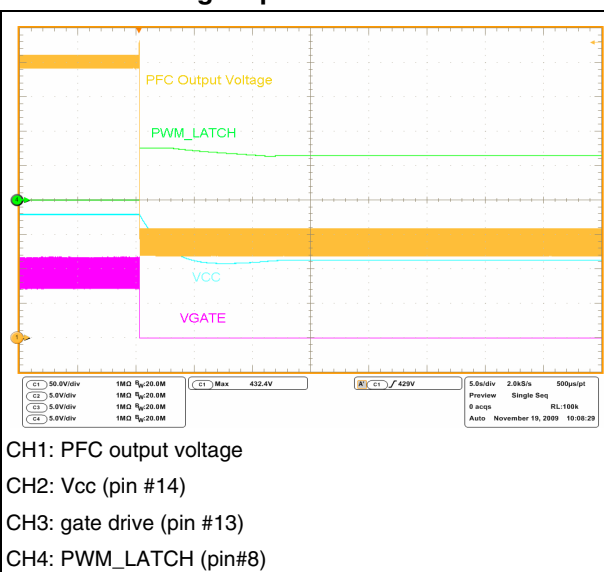 PFC Output Voltage
PWM_LATCH
VCC
VGATE
C1 50.0V/div 1MΩ BW:20.0M
C2 5.0V/div 1MΩ BW:20.0M
C3 5.0V/div 1MΩ BW:20.0M
C4 5.0V/div 1MΩ BW:20.0M
C1 Max 432.4V
A' C1 429V
5.0s/div 2.0kS/s 500µs/pt
Preview Single Seq
0 acqs RL:100k
Auto November 19, 2009 10:08:29
CH1: PFC output voltage
CH2: Vcc (pin #14)
CH3: gate drive (pin #13)
CH4: PWM_LATCH (pin#8)